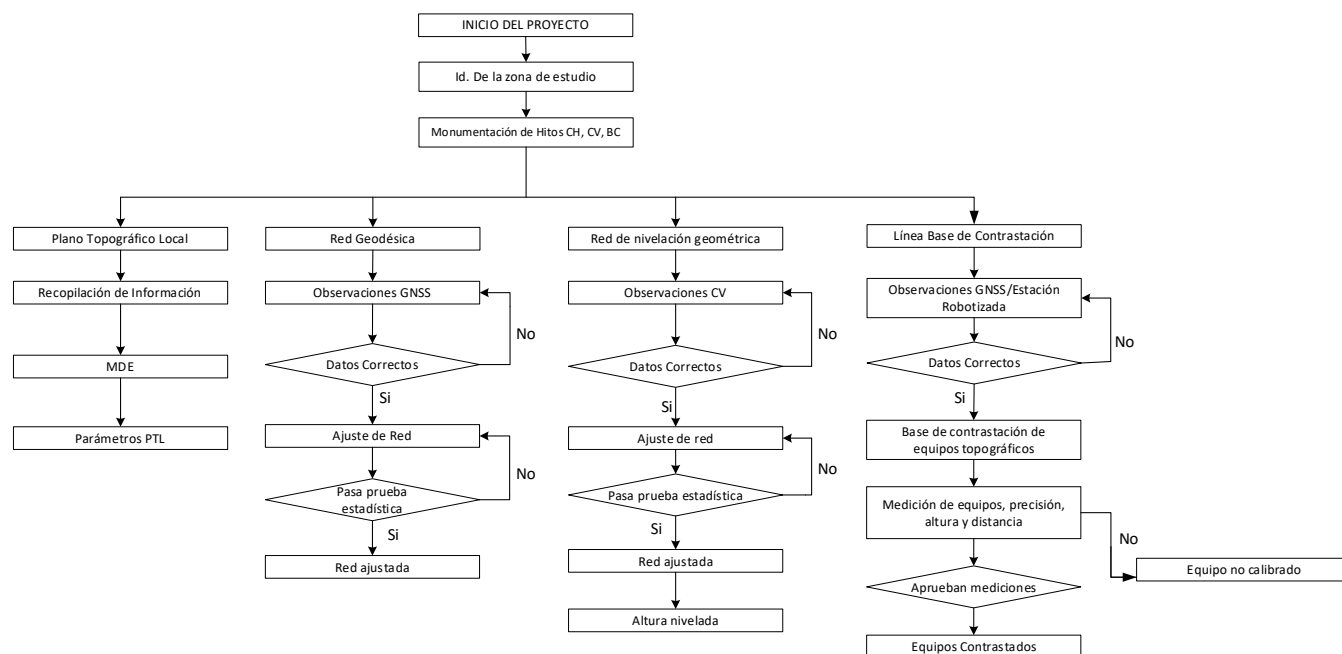 INICIO DEL PROYECTO
Id. De la zona de estudio
Monumentación de Hitos CH, CV, BC
Plano Topográfico Local
Recopilación de Información
MDE
Parámetros PTL
Red Geodésica
Observaciones GNSS
No
Datos Correctos
Si
Ajuste de Red
No
Pasa prueba
estadística
Si
Red ajustada
Red de nivelación geométrica
Observaciones CV
No
Datos Correctos
Si
Ajuste de red
No
Pasa prueba estadística
Si
Red ajustada
Altura nivelada
Línea Base de Contrastación
Observaciones GNSS/Estación
Robotizada
No
Datos Correctos
Si
Base de contrastación de
equipos topográficos
Medición de equipos, precisión,
altura y distancia
No
Equipo no calibrado
Aprueban mediciones
Equipos Contrastados